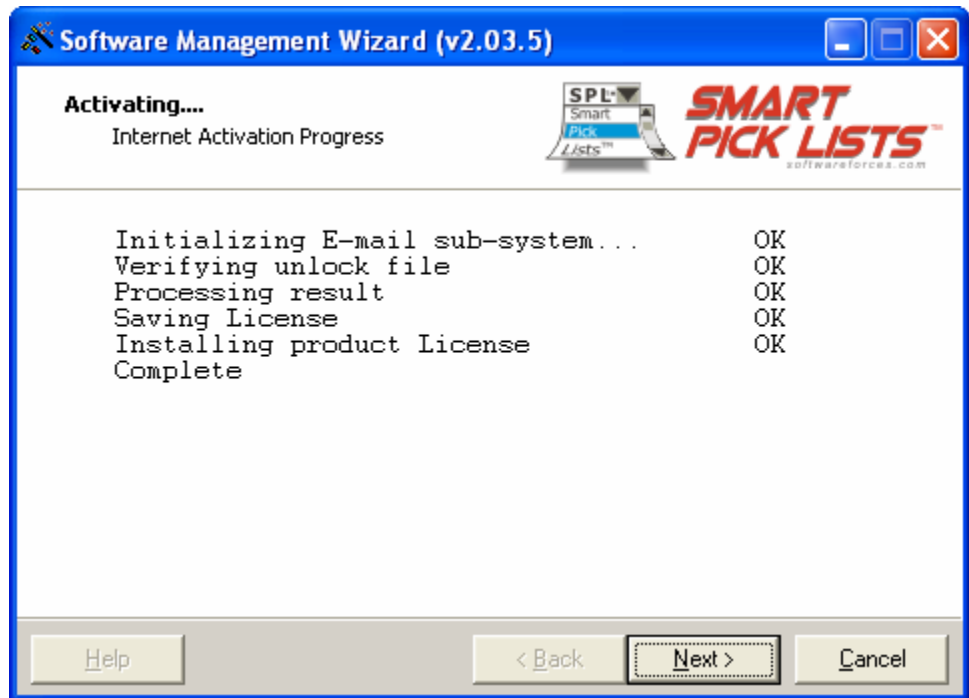 Software Management Wizard (v2.03.5)
Activating....
Internet Activation Progress
SPL
Smart
Pick
Lists™
SMART
PICK LISTS™
softwareforces.com
Initializing E-mail sub-system... OK
Verifying unlock file OK
Processing result OK
Saving License OK
Installing product License OK
Complete
Help
< Back
Next >
Cancel